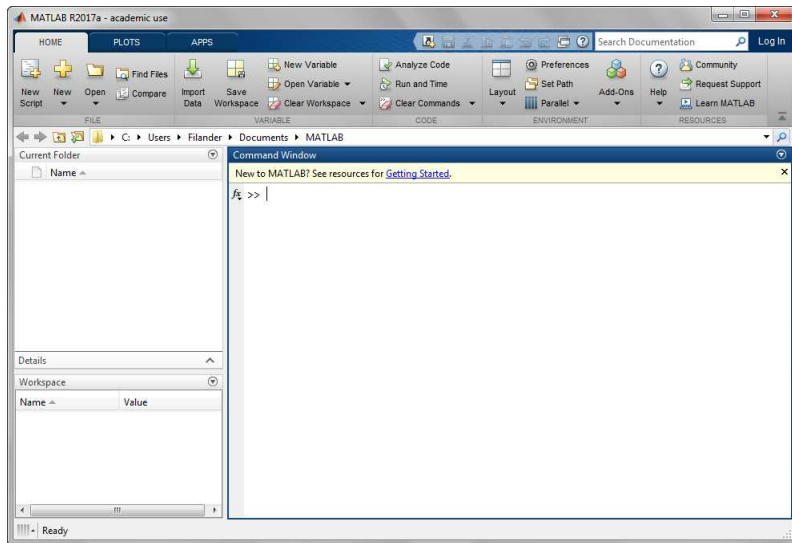 MATLAB R2017a - academic use
HOME PLOTS APPS Search Documentation Log In
New Script New Open Find Files Compare Import Data Save Workspace New Variable Open Variable Clear Workspace Analyze Code Run and Time Clear Commands Layout Preferences Set Path Parallel Add-Ons Help Community Request Support Learn MATLAB
FILE VARIABLE CODE ENVIRONMENT RESOURCES
C: Users Filander Documents MATLAB
Current Folder
Name
Command Window
New to MATLAB? See resources for Getting Started.
fx >>
Details
Workspace
Name Value
Ready